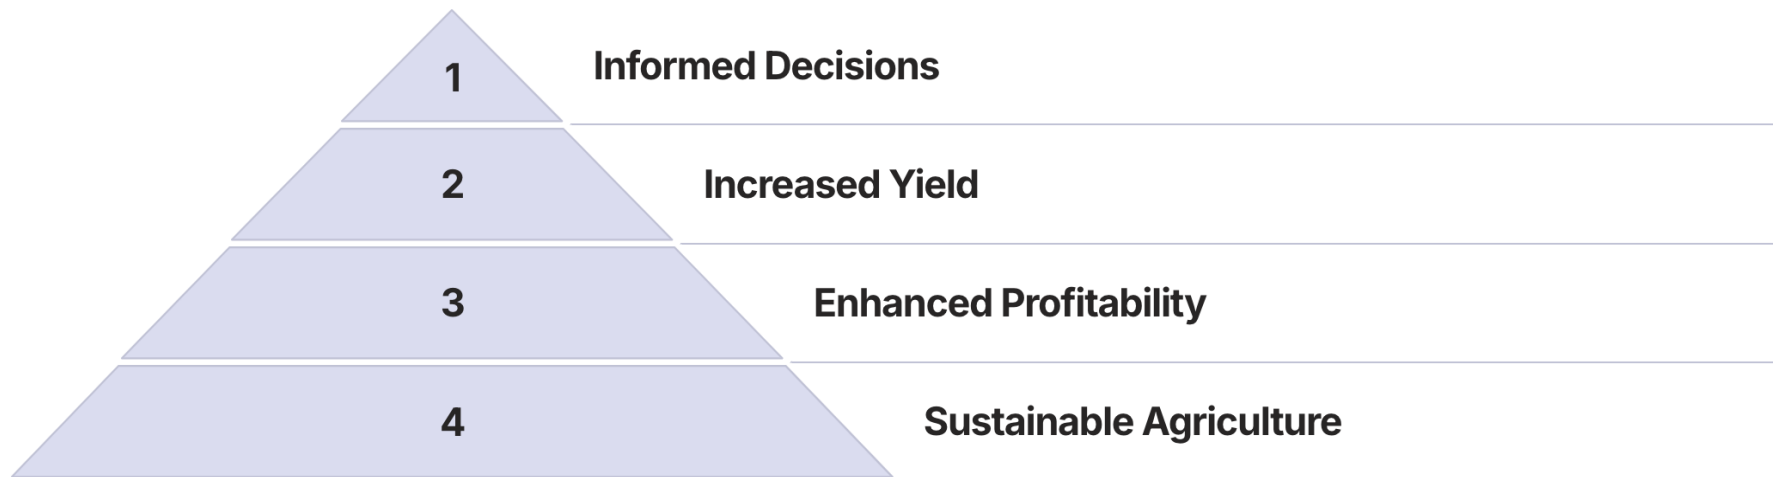 1
Informed Decisions
2
Increased Yield
3
Enhanced Profitability
4
Sustainable Agriculture